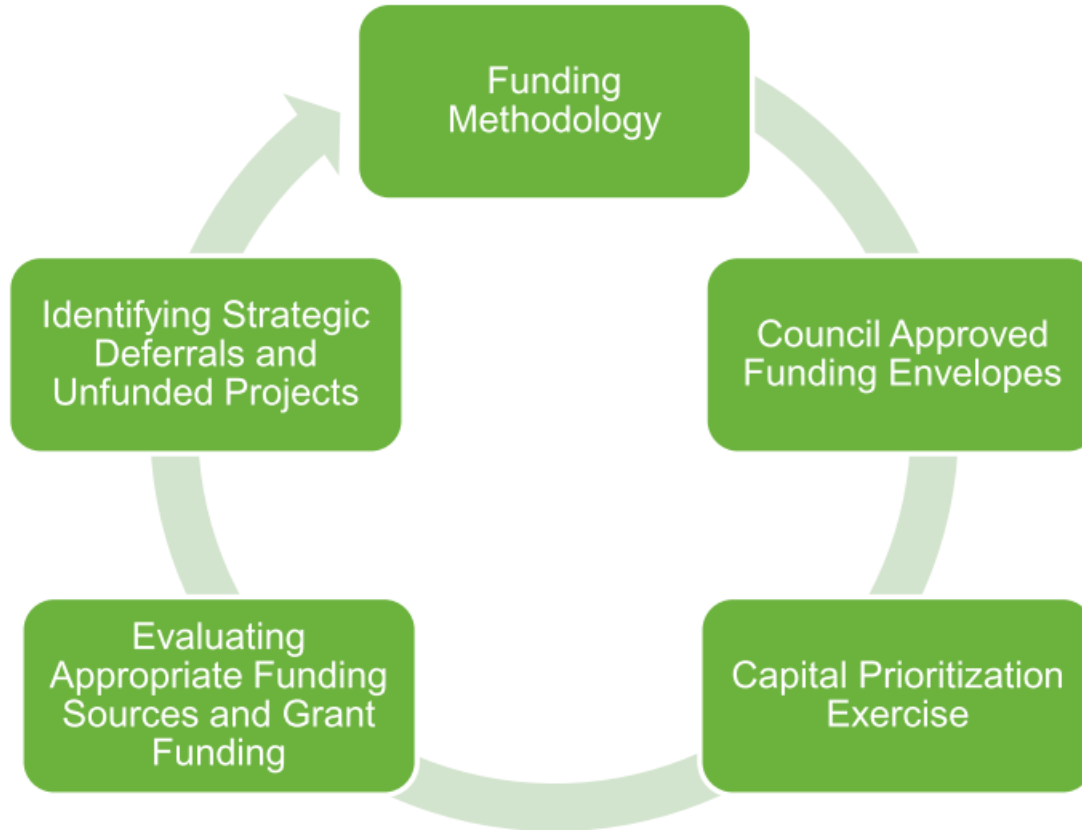 Funding
Methodology
Council Approved
Funding Envelopes
Capital Prioritization
Exercise
Evaluating
Appropriate Funding
Sources and Grant
Funding
Identifying Strategic
Deferrals and
Unfunded Projects